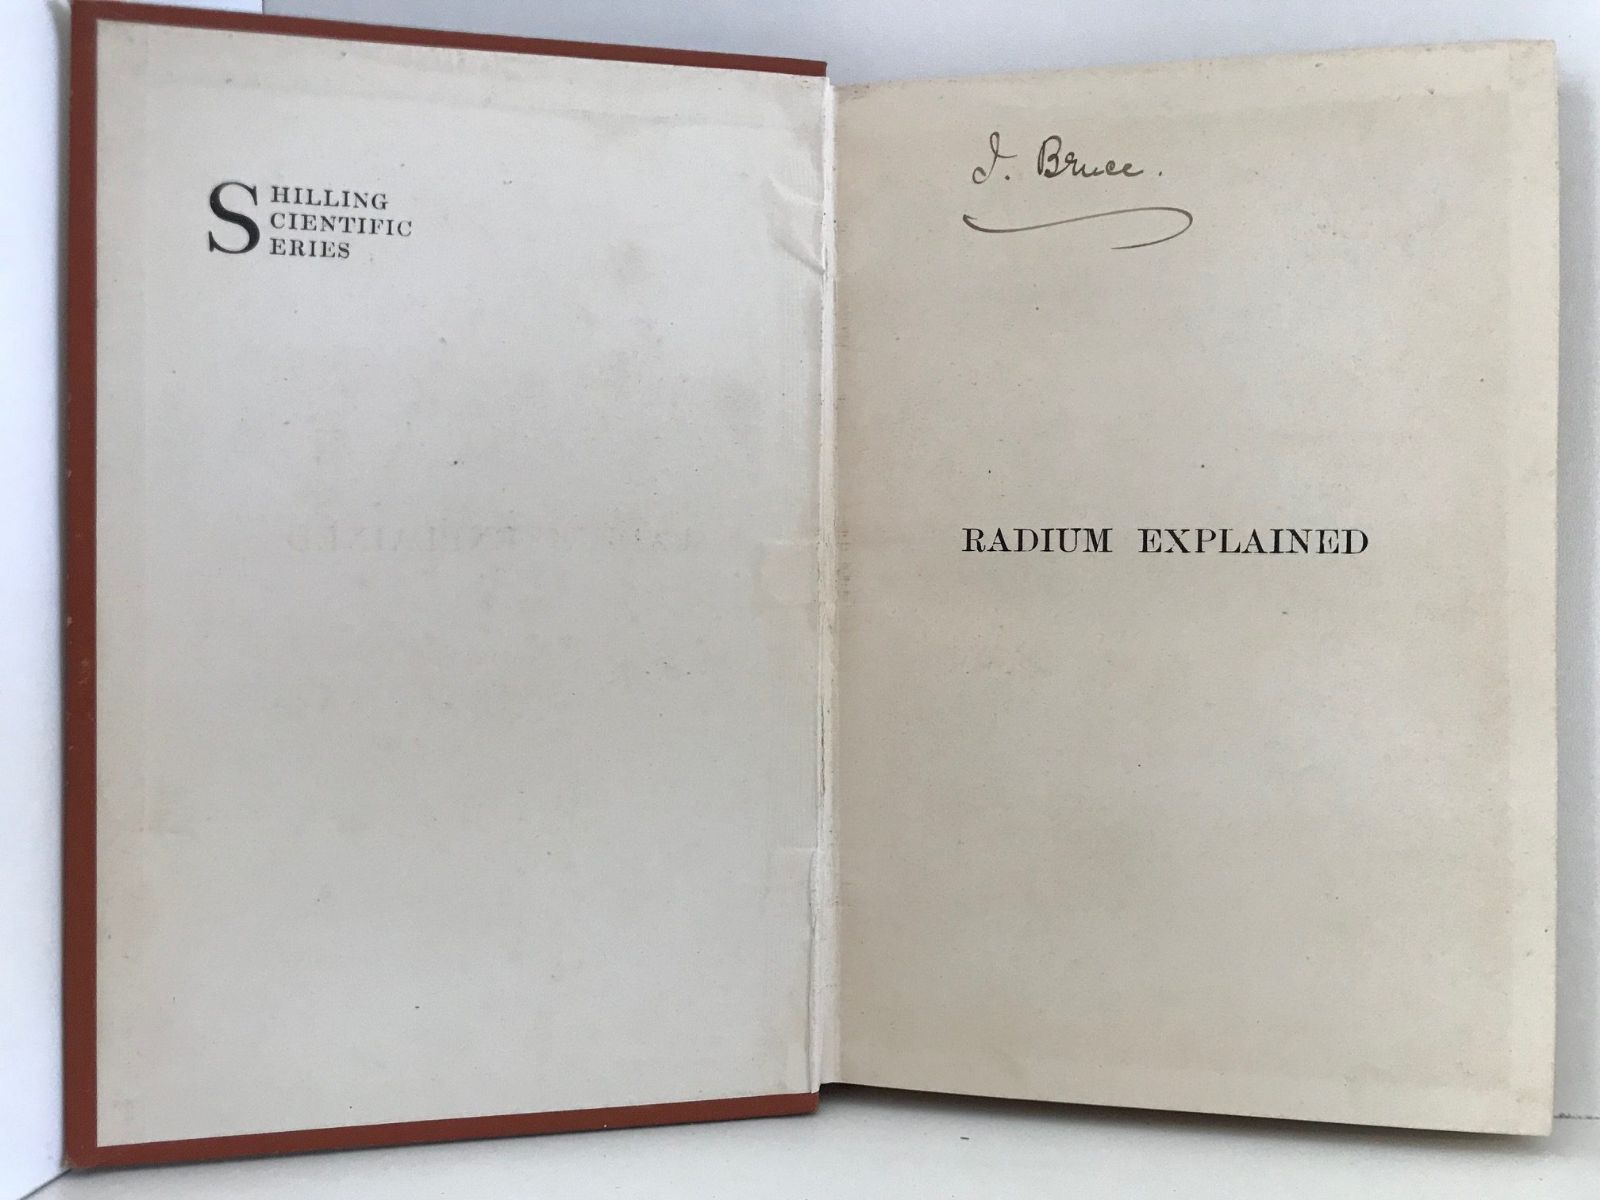 SHILLING
SCIENTIFIC
SERIES
J. Bruce.
RADIUM EXPLAINED